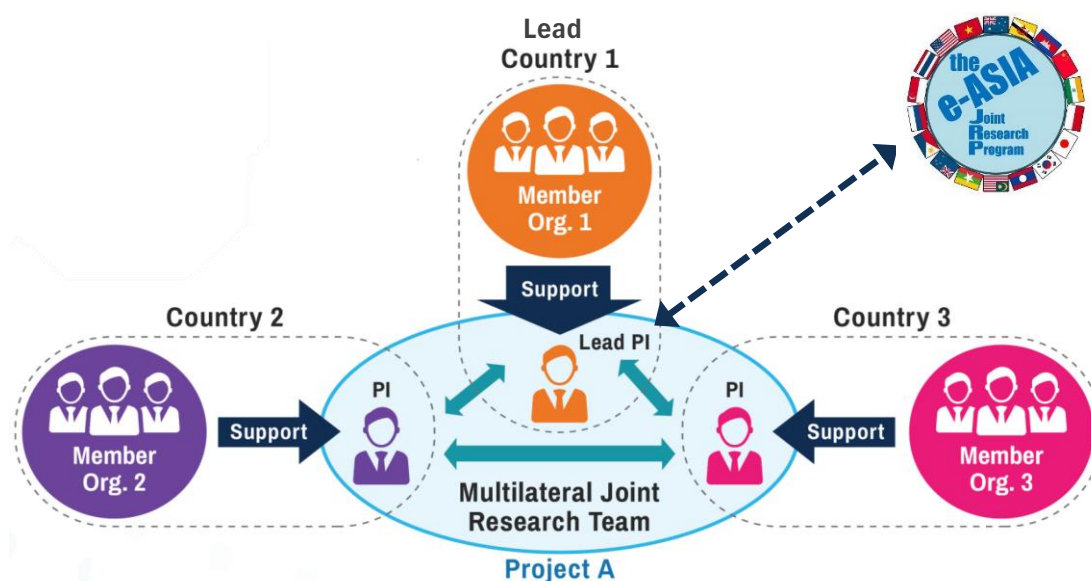 Lead
Country 1
the
e-ASIA
Joint
Research
Program
Member
Org. 1
Support
Country 2
Country 3
Lead PI
PI
PI
Member
Org. 2
Support
Support
Member
Org. 3
Multilateral Joint
Research Team
Project A